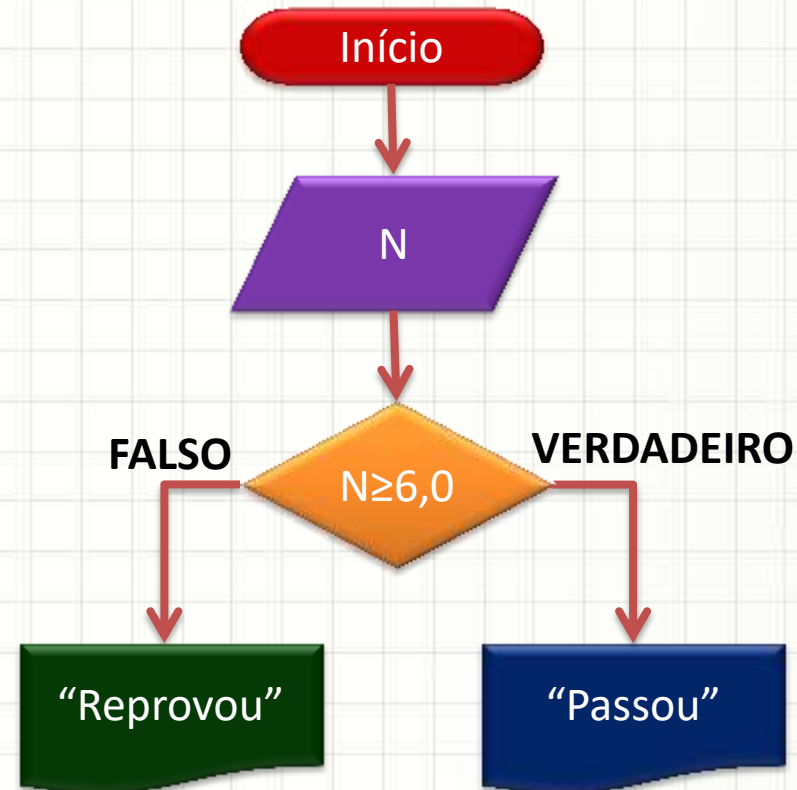 Início
N
FALSO
VERDADEIRO
N≥6,0
“Reprovou”
“Passou”